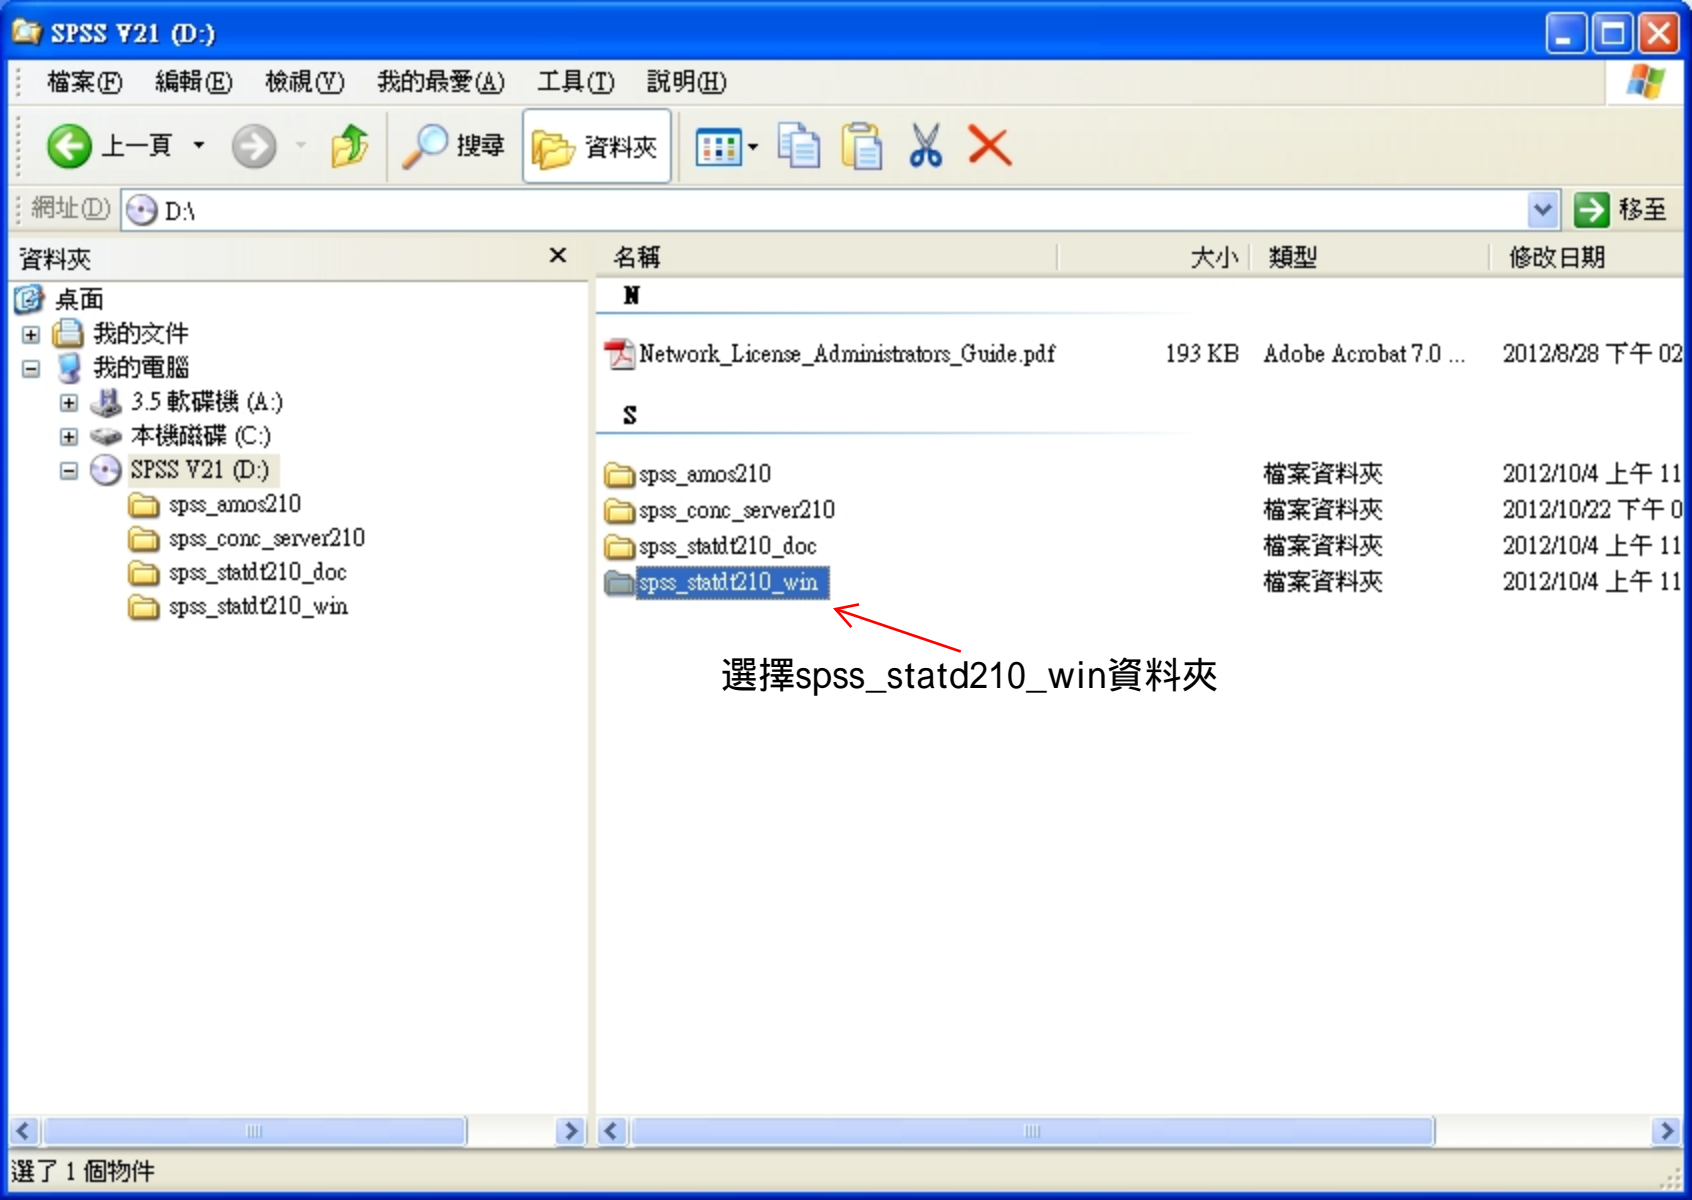 SPSS V21 (D:)
檔案(F) 編輯(E) 檢視(V) 我的最愛(A) 工具(T) 說明(H)
上一頁 搜尋 資料夾
網址(D) D:\ 移至
資料夾
桌面
我的文件
我的電腦
3.5 軟碟機 (A:)
本機磁碟 (C:)
SPSS V21 (D:)
spss_amos210
spss_conc_server210
spss_statdt210_doc
spss_statdt210_win
名稱 大小 類型 修改日期
N
Network_License_Administrators_Guide.pdf 193 KB Adobe Acrobat 7.0 ... 2012/8/28 下午 02
S
spss_amos210 檔案資料夾 2012/10/4 上午 11
spss_conc_server210 檔案資料夾 2012/10/22 下午 0
spss_statdt210_doc 檔案資料夾 2012/10/4 上午 11
spss_statdt210_win 檔案資料夾 2012/10/4 上午 11
選擇spss_statd210_win資料夾
選了 1 個物件